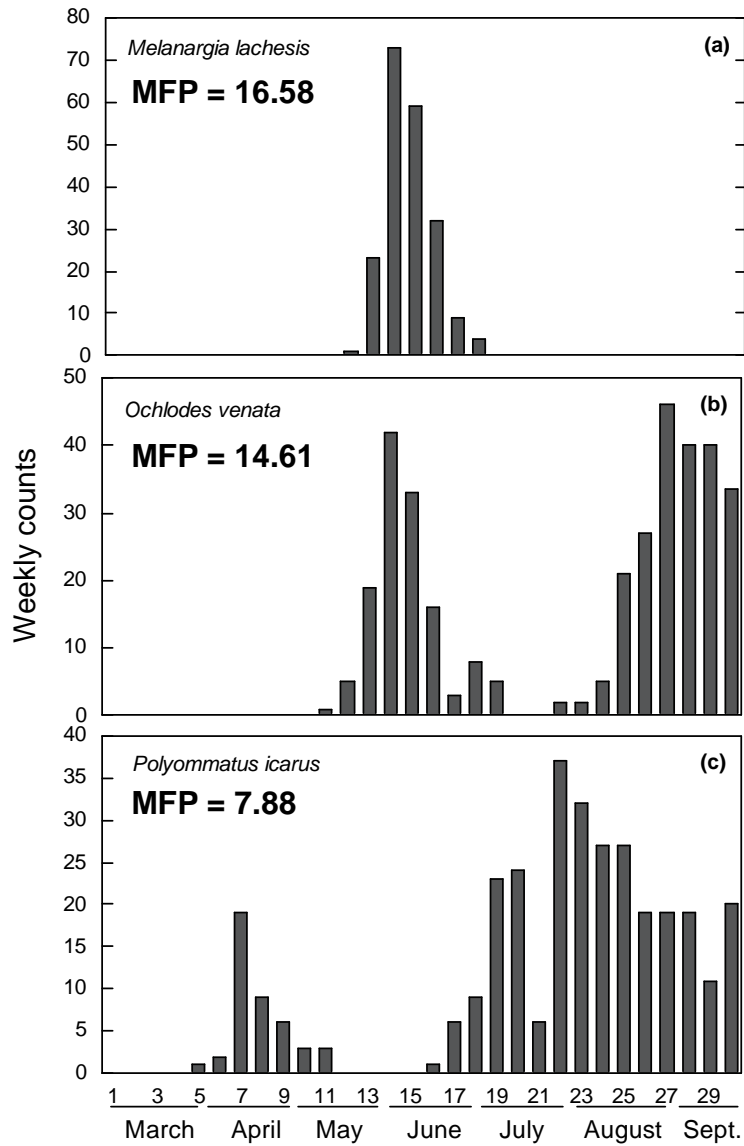 80
Melanargia lachesis
(a)
70
MFP = 16.58
60
50
40
30
20
10
0
50
Ochlodes venata
(b)
MFP = 14.61
40
30
20
10
0
Weekly counts
40
Polyommatus icarus
(c)
35
MFP = 7.88
30
25
20
15
10
5
0
1 3 5 7 9 11 13 15 17 19 21 23 25 27 29
March April May June July August Sept.